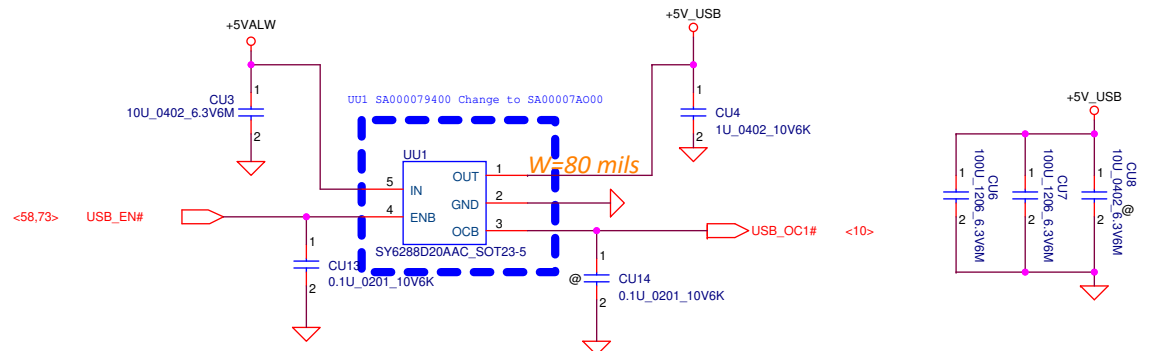 +5VALW
+5V_USB
1
CU3
10U_0402_6.3V6M
2
UU1 SA000079400 Change to SA00007AO00
1
CU4
1U_0402_10V6K
2
+5V_USB
UU1
W=80 mils
5
IN
OUT
1
GND
2
<58,73>
USB_EN#
4
ENB
OCB
3
USB_OC1#
<10>
SY6288D20AAC_SOT23-5
1
CU13
0.1U_0201_10V6K
2
@
1
CU14
0.1U_0201_10V6K
2
1
2
CU6
100U_1206_6.3V6M
1
2
CU7
100U_1206_6.3V6M
1
2
CU8
10U_0402_6.3V6M
@